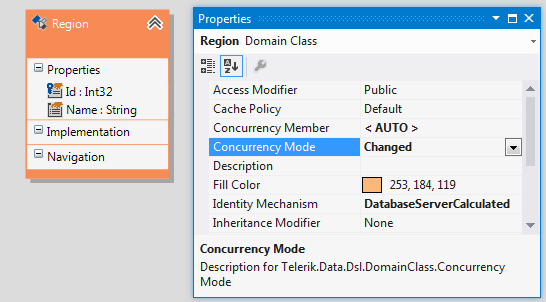 Region
Properties
Id : Int32
Name : String
Implementation
Navigation
Properties
Region Domain Class
Access Modifier Public
Cache Policy Default
Concurrency Member < AUTO >
Concurrency Mode Changed
Description
Fill Color 253, 184, 119
Identity Mechanism DatabaseServerCalculated
Inheritance Modifier None
Concurrency Mode
Description for Telerik.Data.Dsl.DomainClass.Concurrency
Mode